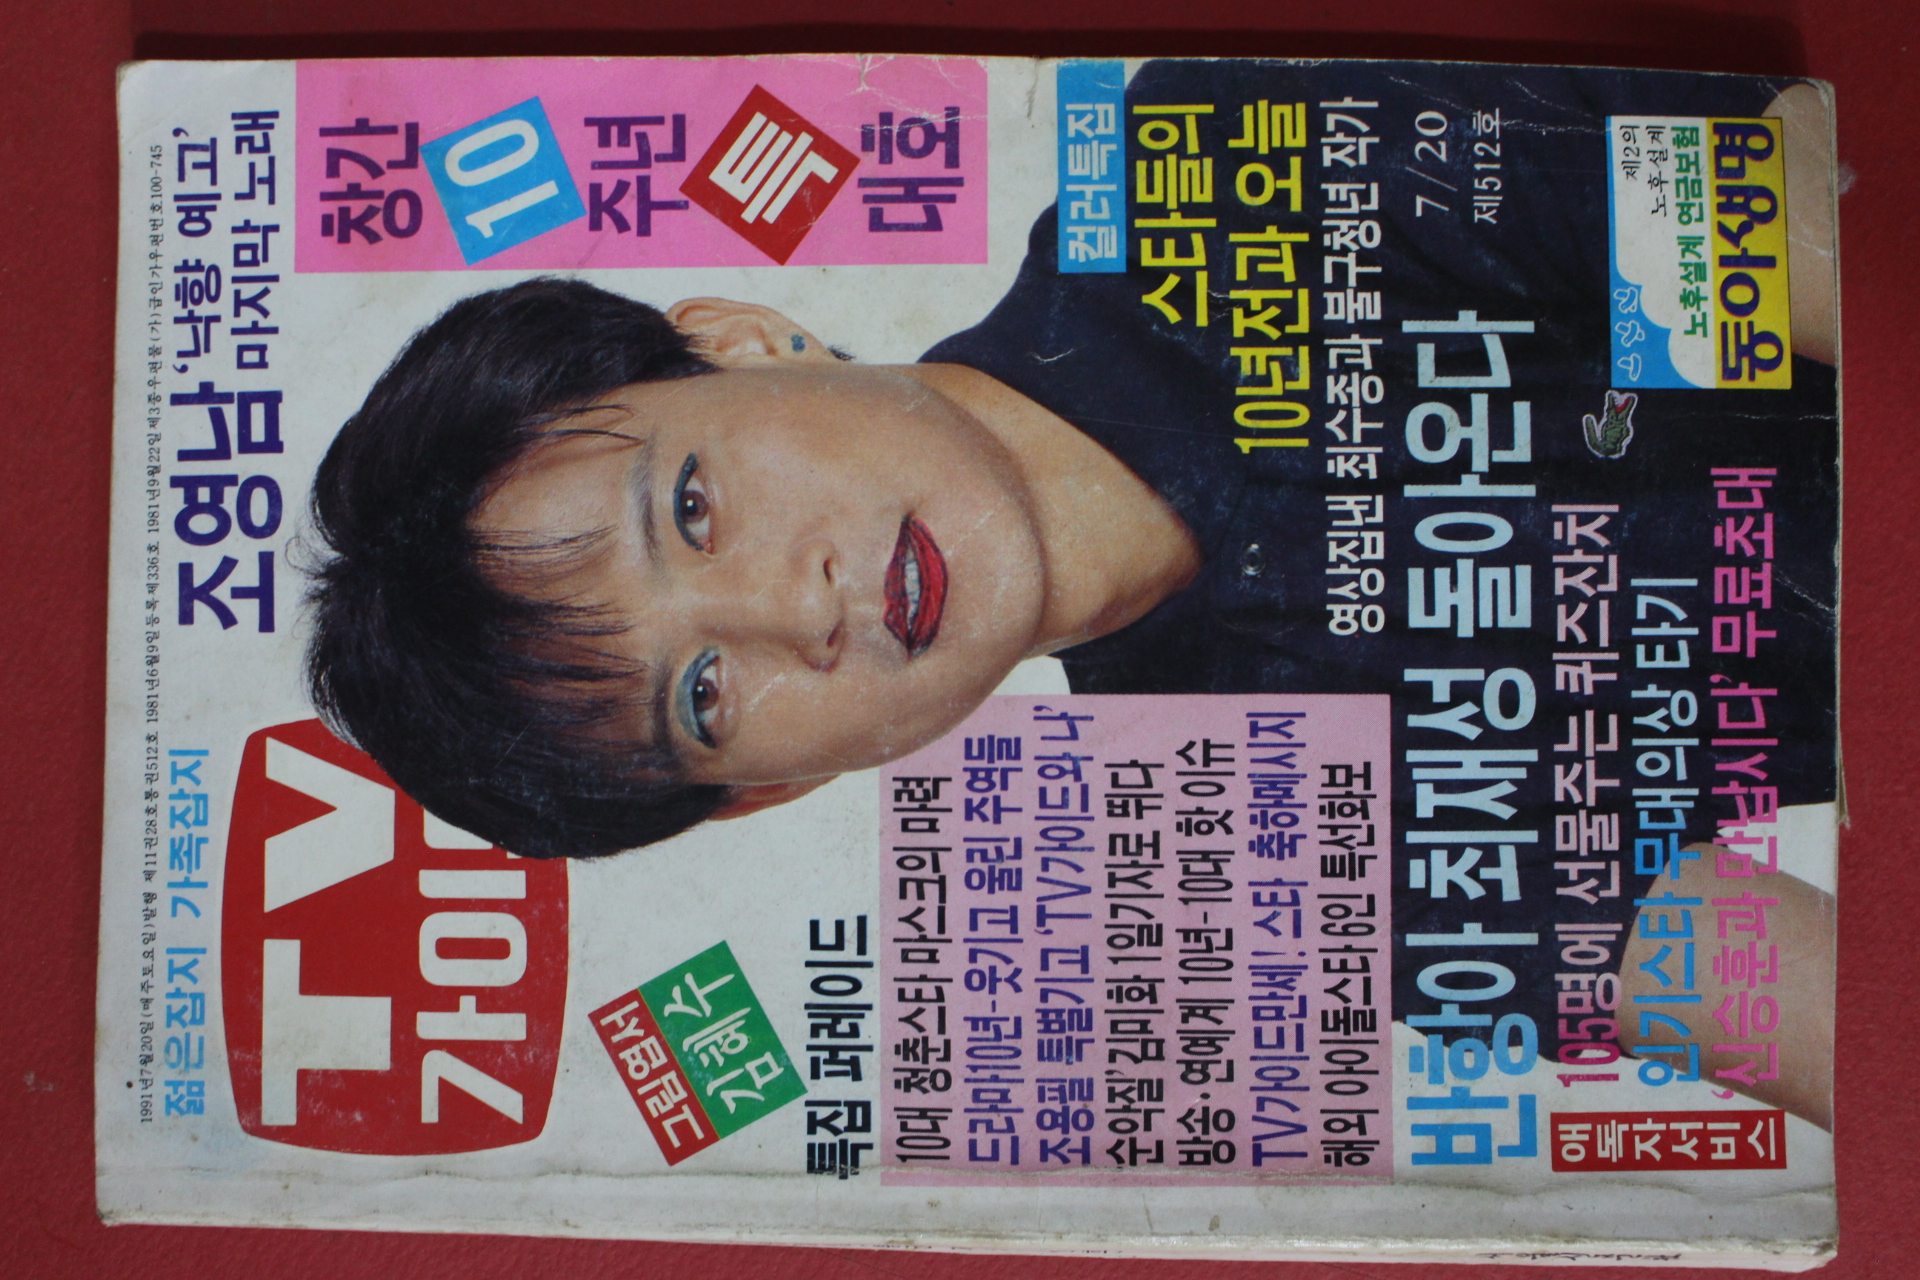 1991년7월20일(매주토요일)발행 제11권28호통권512호 1981년6월9일등록제336호 1981년9월22일제3종우편물(가)급인가우편번호100-745
젊은잡지 가족잡지
조영남 '낙향 예고'
마지막 노래
TV
가이
창간
10
주년
특
대호
그림엽서
김혜수
특집 퍼레이드
10대 청춘스타 마스크의 마력
드라마10년-웃기고 울린 주역들
조용필 특별기고 'TV가이드와 나'
순악질'김미화 1일기자로 뛰다
방송·연예계 10년-10대 핫 이슈
TV가이드만세! 스타 축하메시지
해외 아이돌스타 6인 특선화보
컬러특집
스타들의
10년전과 오늘
영상집낸 최수종과 불구청년 작가
7/20
제512호
반항아 최재성 돌아온다
애독자서비스
105명에 선물주는 퀴즈잔치
인기스타 무대의상 타기
'신승훈과 만납시다' 무료초대
제2의
노후설계
노후설계 연금보험
동아생명